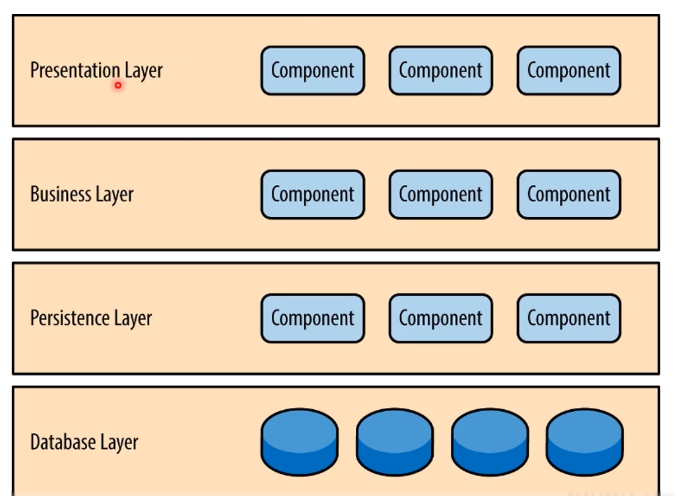 Presentation Layer
Component Component Component
Business Layer
Component Component Component
Persistence Layer
Component Component Component
Database Layer